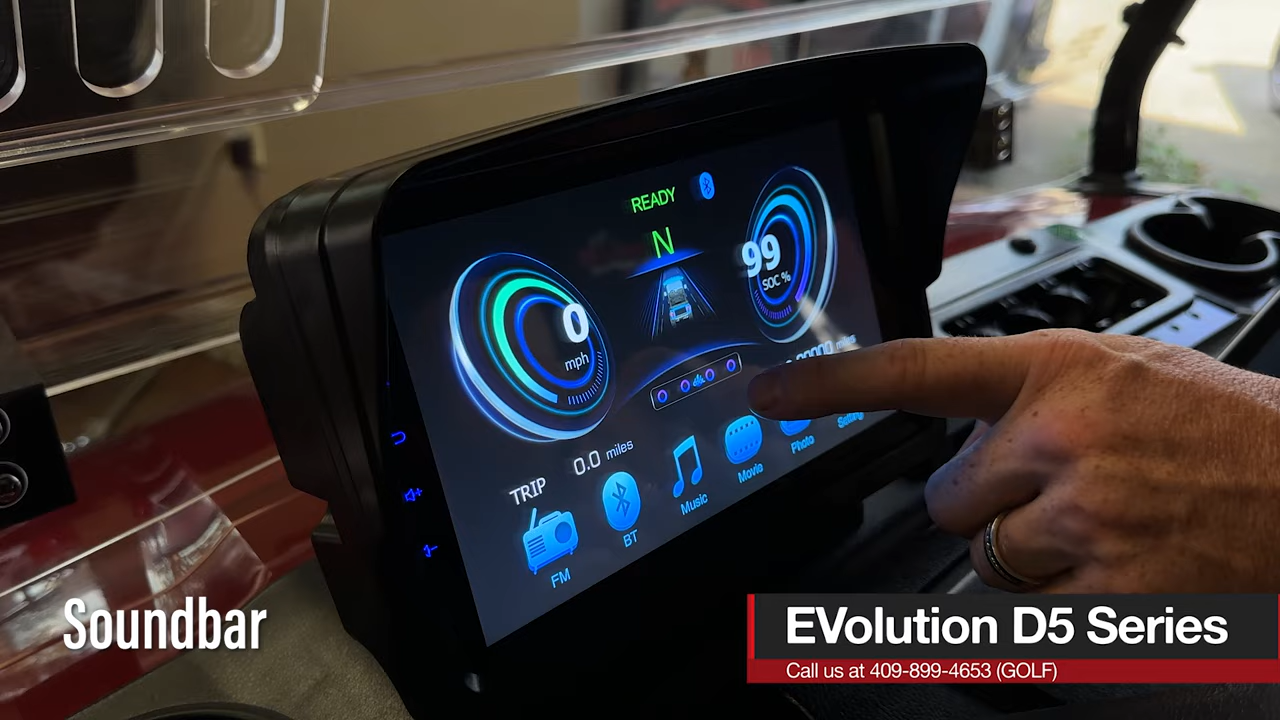 READY
N
99
SOC %
0
mph
miles
0.0 miles
TRIP
FM
BT
Music
Movie
Photo
Soundbar
EVolution D5 Series
Call us at 409-899-4653 (GOLF)